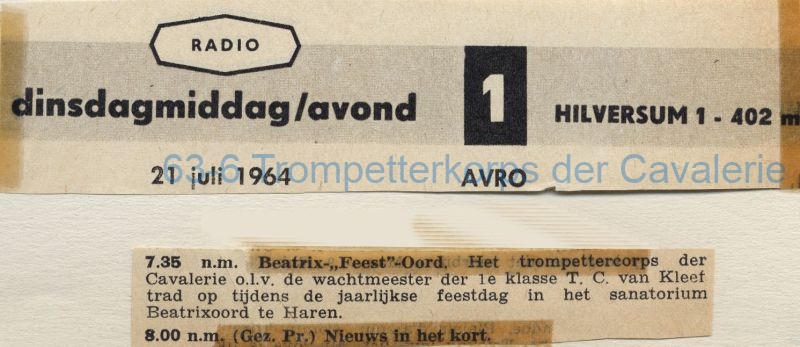 RADIO
dinsdagmiddag/avond 1 HILVERSUM 1 - 402 m
63-6 Trompetterkorps der Cavalerie
21 juli 1964 AVRO
7.35 n.m. Beatrix-„Feest”-Oord. Het trompettercorps der
Cavalerie o.l.v. de wachtmeester der 1e klasse T. C. van Kleef
trad op tijdens de jaarlijkse feestdag in het sanatorium
Beatrixoord te Haren.
8.00 n.m. (Gez. Pr.) Nieuws in het kort.